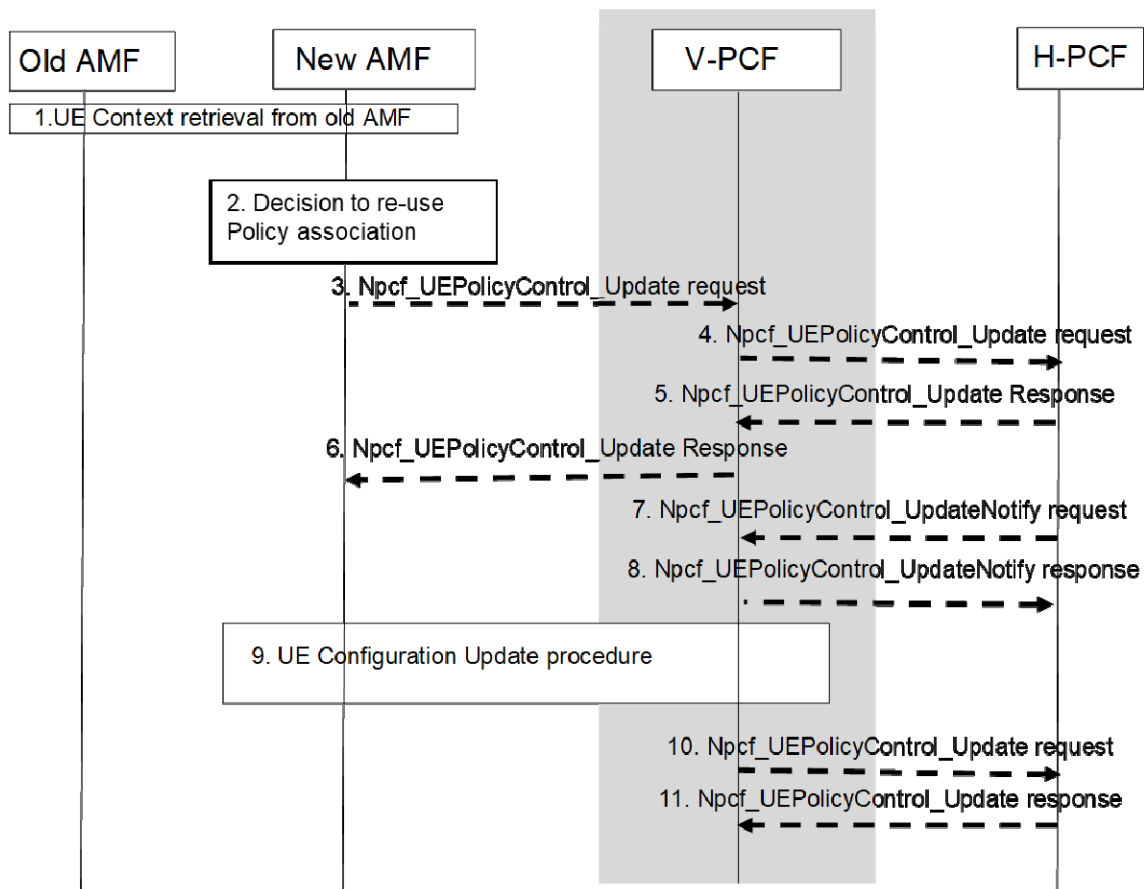 Old AMF
New AMF
V-PCF
H-PCF
1.UE Context retrieval from old AMF
2. Decision to re-use
Policy association
3. Npcf_UEPolicyControl_Update request
4. Npcf_UEPolicyControl_Update request
5. Npcf_UEPolicyControl_Update Response
6. Npcf_UEPolicyControl_Update Response
7. Npcf_UEPolicyControl_UpdateNotify request
8. Npcf_UEPolicyControl_UpdateNotify response
9. UE Configuration Update procedure
10. Npcf_UEPolicyControl_Update request
11. Npcf_UEPolicyControl_Update response